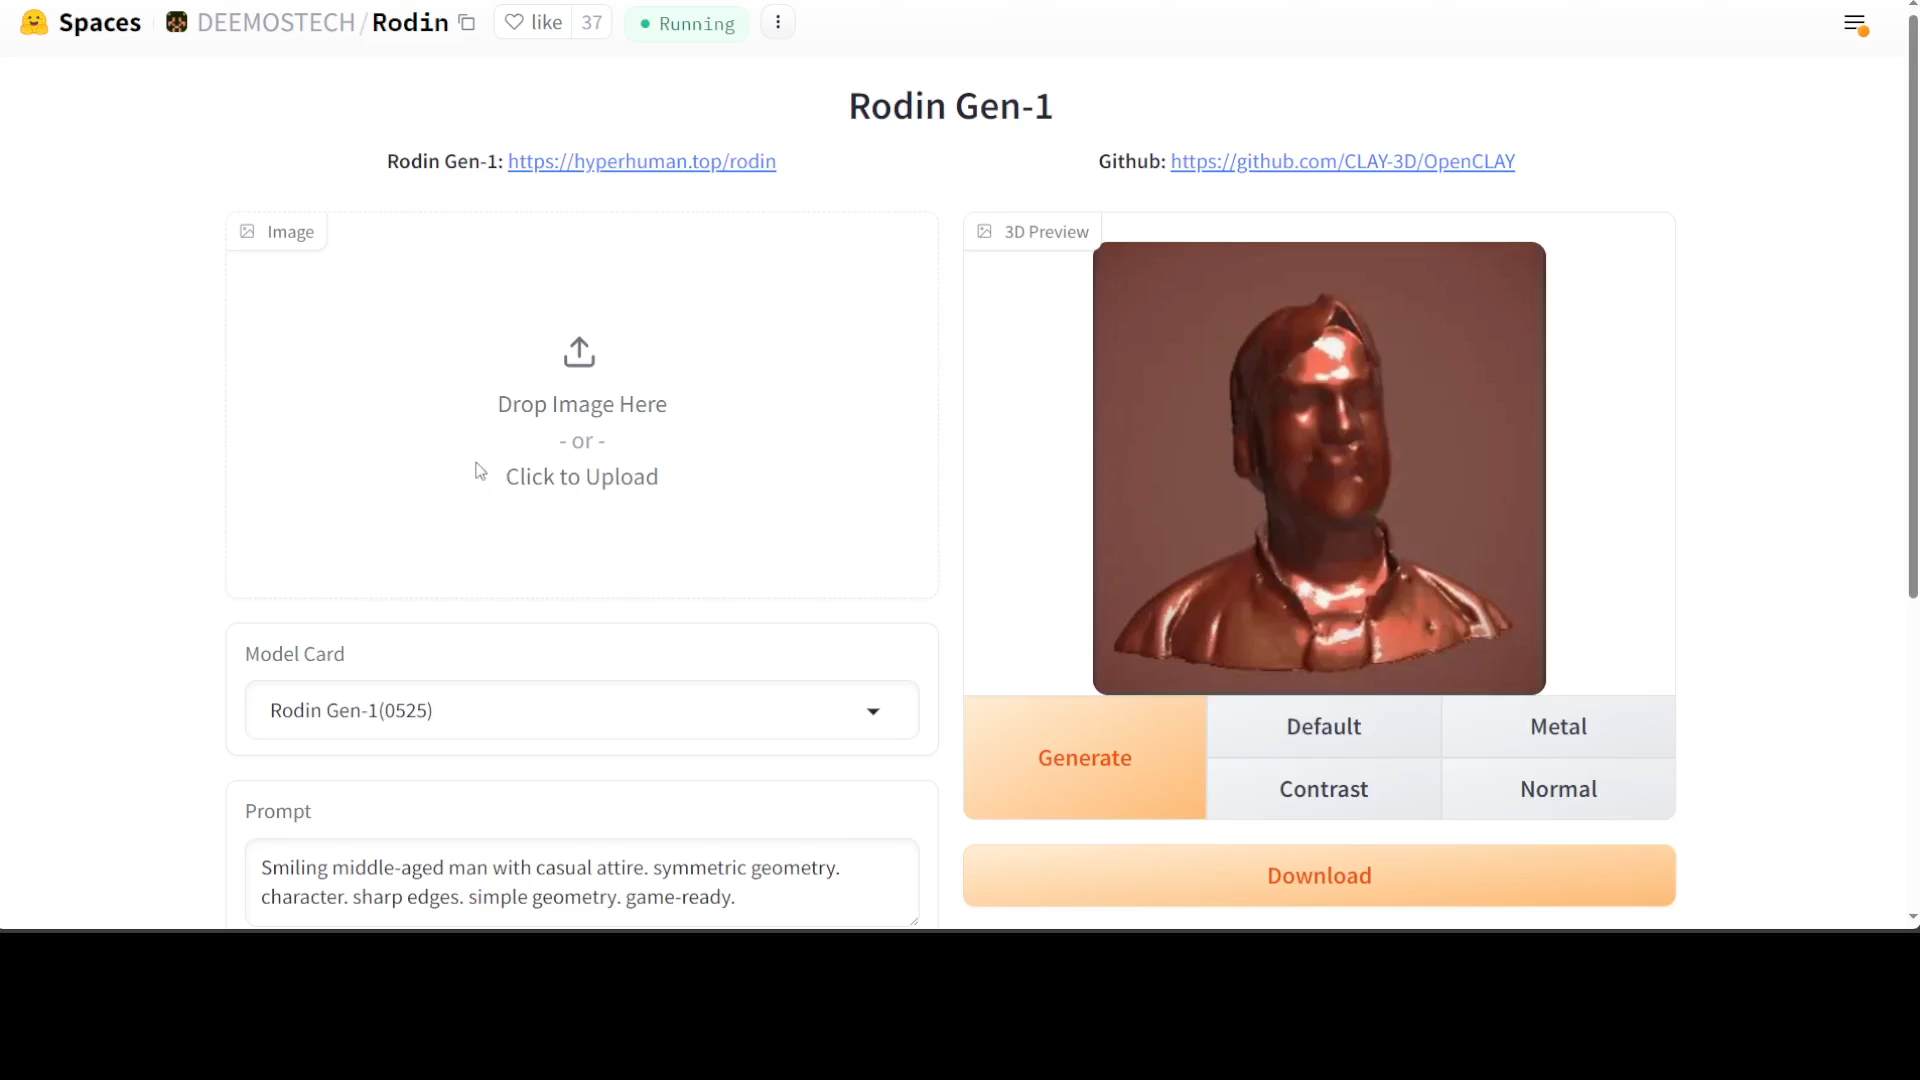 Spaces DEEMOSTECH/Rodin like 37 Running
Rodin Gen-1
Rodin Gen-1: https://hyperhuman.top/rodin
Github: https://github.com/CLAY-3D/OpenCLAY
Image
Drop Image Here
- or -
Click to Upload
Model Card
Rodin Gen-1(0525)
Prompt
Smiling middle-aged man with casual attire. symmetric geometry.
character. sharp edges. simple geometry. game-ready.
3D Preview
Generate
Default
Metal
Contrast
Normal
Download